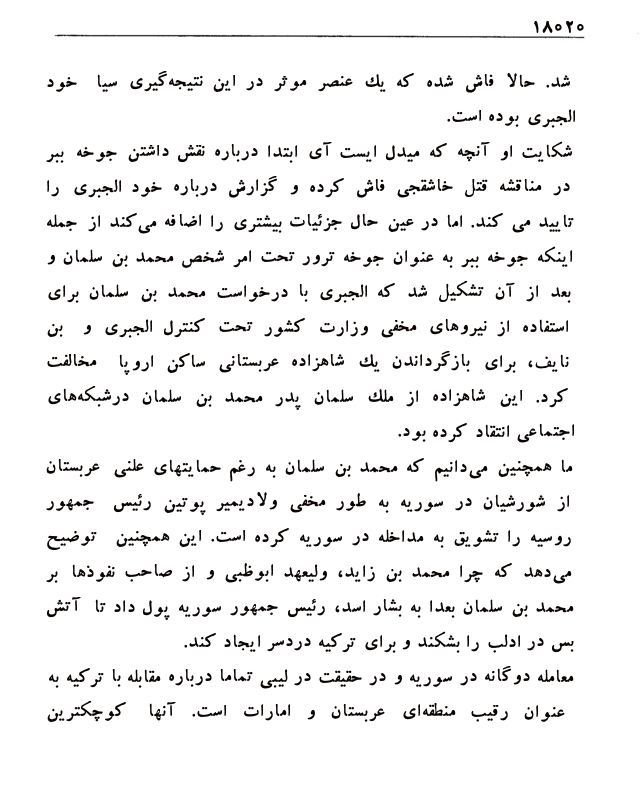 ۱۸۰۲۰
شد. حالا فاش شده که یك عنصر موثر در این نتیجه‌گیری سیا خود
الجبری بوده است.
شکایت او آنچه که میدل ایست آی ابتدا درباره نقش داشتن جوخه ببر
در مناقشه قتل خاشقجی فاش کرده و گزارش درباره خود الجبری را
تایید می کند. اما در عین حال جزئیات بیشتری را اضافه می‌کند از جمله
اینکه جوخه ببر به عنوان جوخه ترور تحت امر شخص محمد بن سلمان و
بعد از آن تشکیل شد که الجبری با درخواست محمد بن سلمان برای
استفاده از نیروهای مخفی وزارت کشور تحت کنترل الجبری و بن
نایف، برای بازگرداندن یك شاهزاده عربستانی ساکن اروپا مخالفت
کرد. این شاهزاده از ملك سلمان پدر محمد بن سلمان درشبکه‌های
اجتماعی انتقاد کرده بود.
ما همچنین می‌دانیم که محمد بن سلمان به رغم حمایتهای علنی عربستان
از شورشیان در سوریه به طور مخفی ولادیمیر پوتین رئیس جمهور
روسیه را تشویق به مداخله در سوریه کرده است. این همچنین توضیح
می‌دهد که چرا محمد بن زاید، ولیعهد ابوظبی و از صاحب نفوذها بر
محمد بن سلمان بعدا به بشار اسد، رئیس جمهور سوریه پول داد تا آتش
بس در ادلب را بشکند و برای ترکیه دردسر ایجاد کند.
معامله دوگانه در سوریه و در حقیقت در لیبی تماما درباره مقابله با ترکیه به
عنوان رقیب منطقه‌ای عربستان و امارات است. آنها کوچکترین